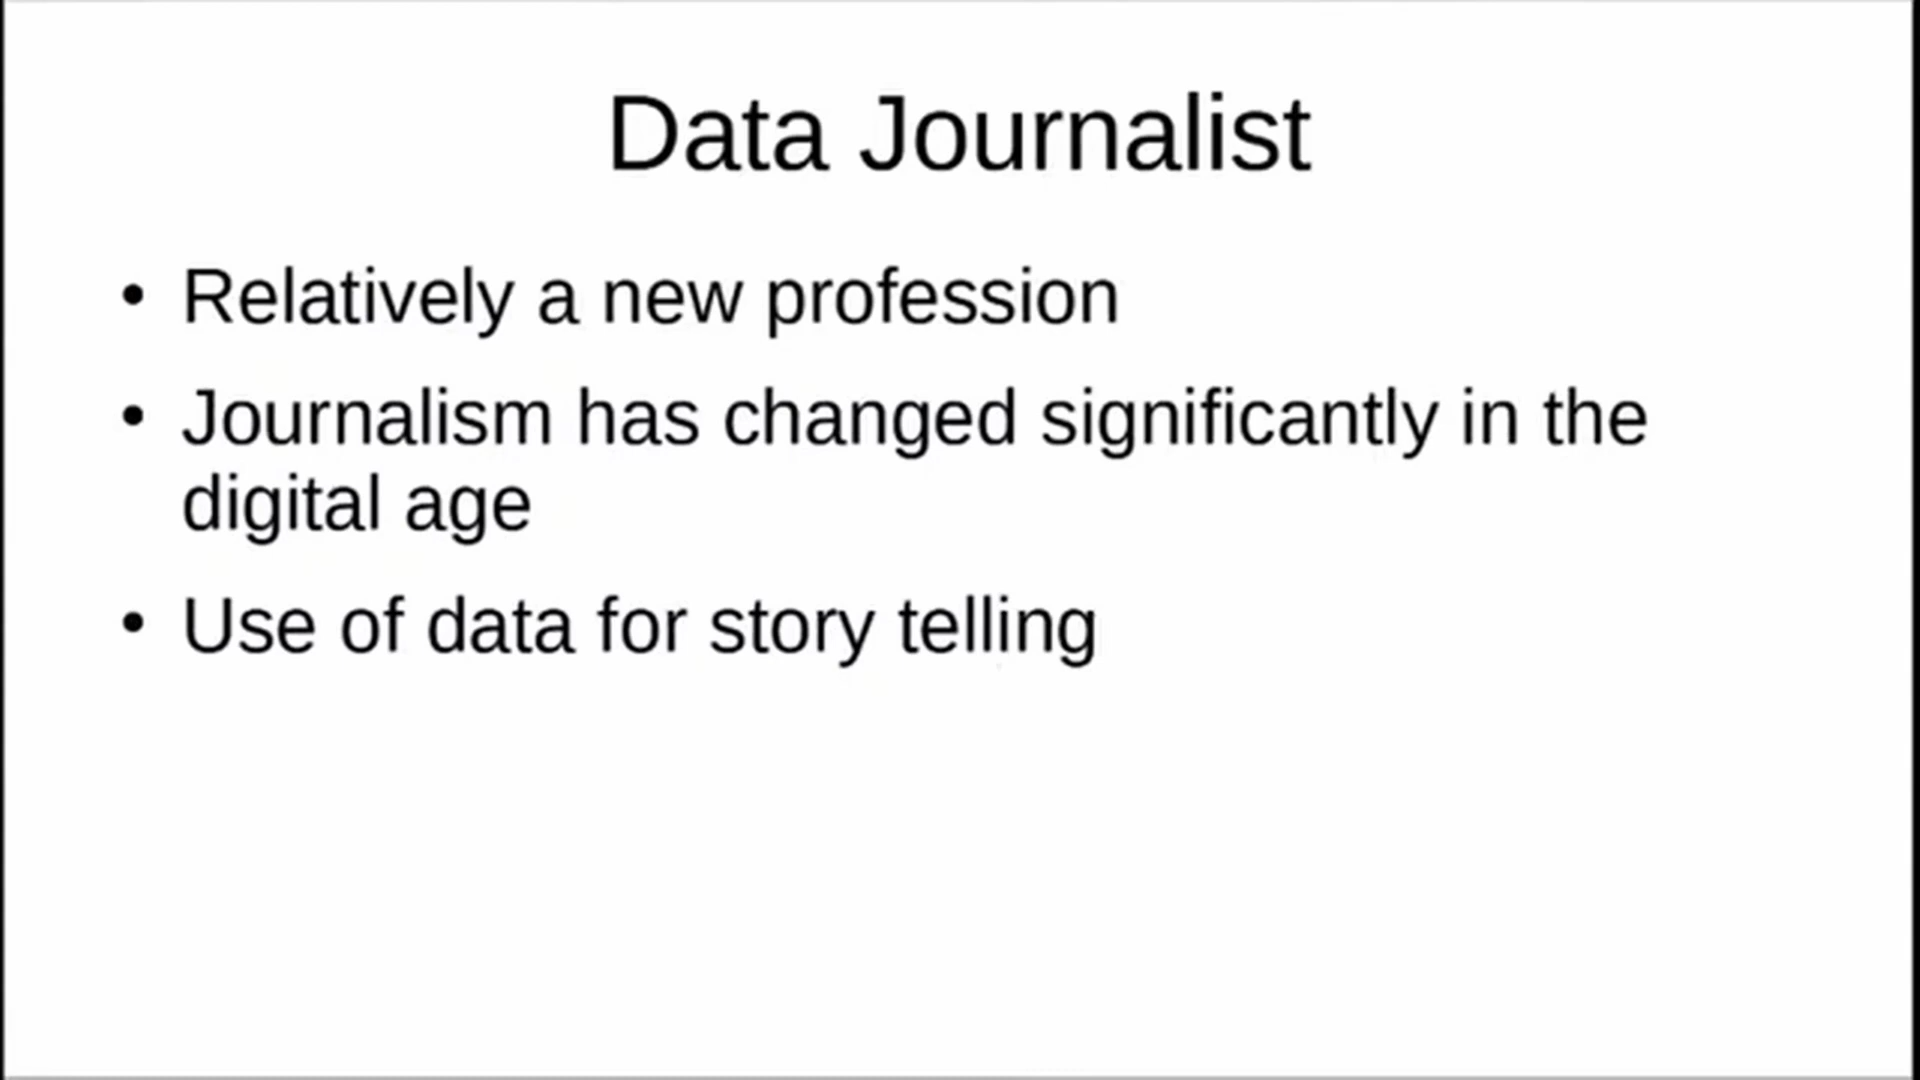 Data Journalist
• Relatively a new profession
• Journalism has changed significantly in the
digital age
• Use of data for story telling